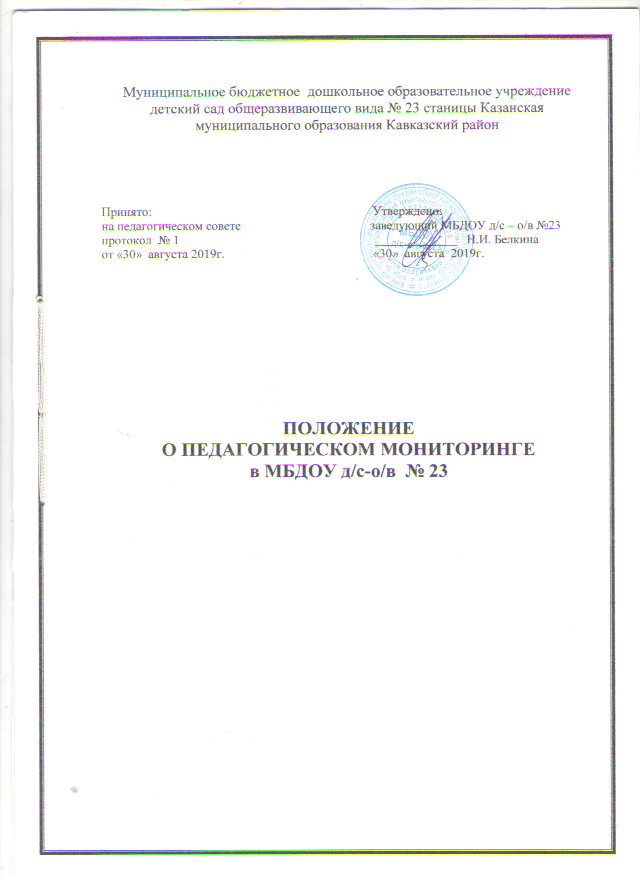 Муниципальное бюджетное дошкольное образовательное учреждение
детский сад общеразвивающего вида № 23 станицы Казанская
муниципального образования Кавказский район
Принято:
на педагогическом совете
протокол № 1
от «30» августа 2019г.
Утверждено:
заведующий МБДОУ д/с – о/в №23
Н.И. Белкина
«30» августа 2019г.
ПОЛОЖЕНИЕ
О ПЕДАГОГИЧЕСКОМ МОНИТОРИНГЕ
в МБДОУ д/с-о/в № 23